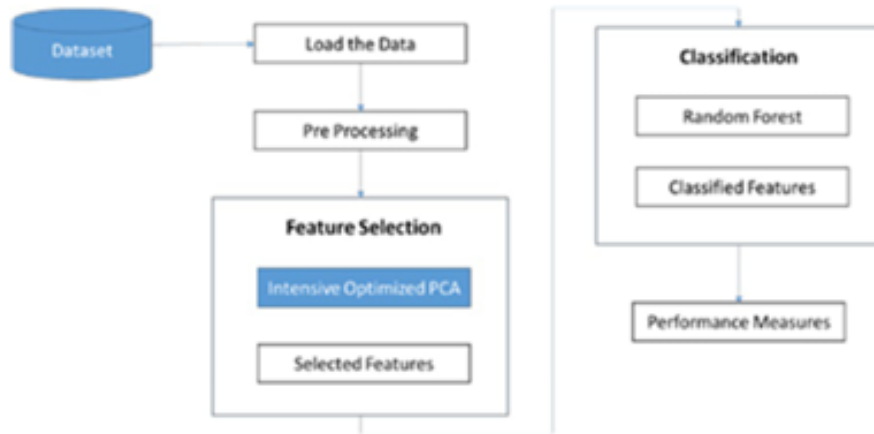 Dataset
Load the Data
Pre Processing
Feature Selection
Intensive Optimized PCA
Selected Features
Classification
Random Forest
Classified Features
Performance Measures